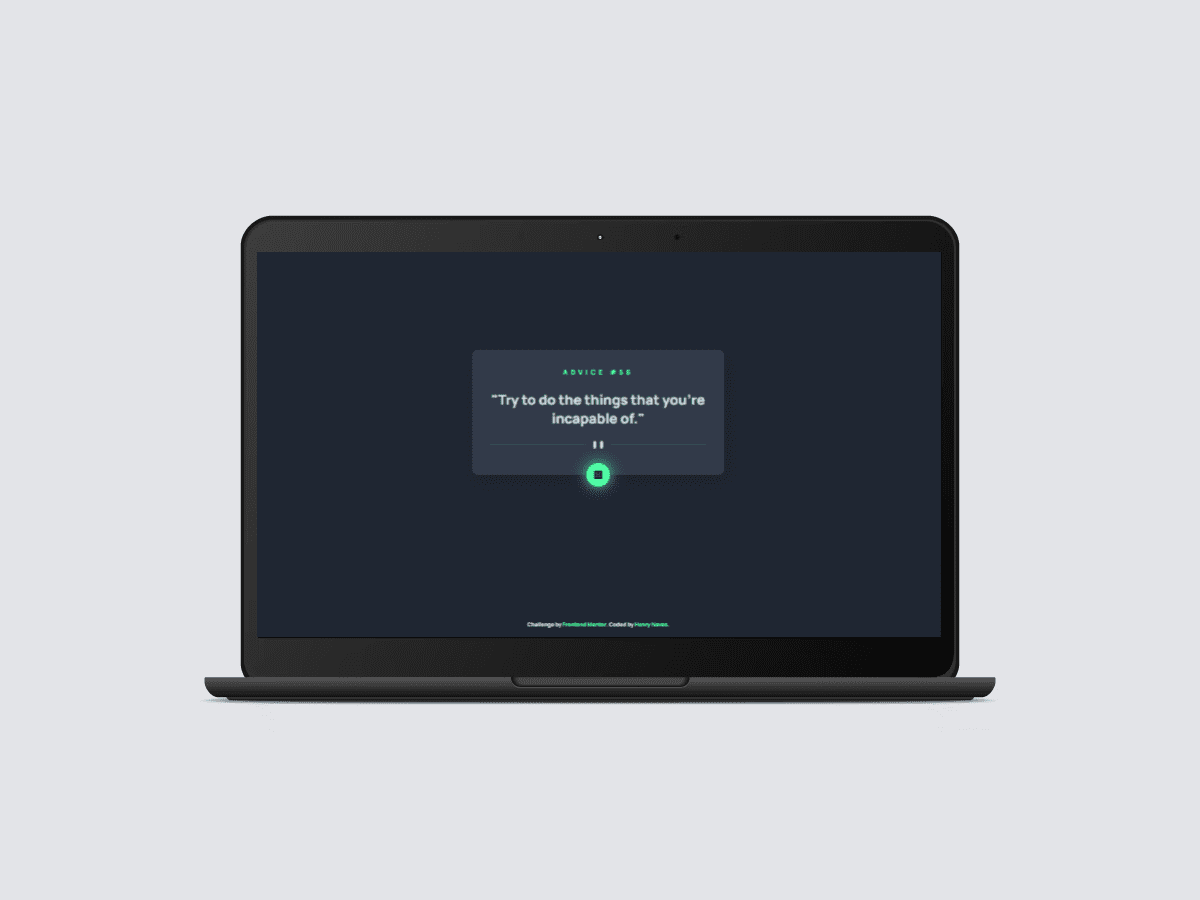 ADVICE #56
"Try to do the things that you're
incapable of."
Challenge by Frontend Mentor. Coded by Henry Navas.